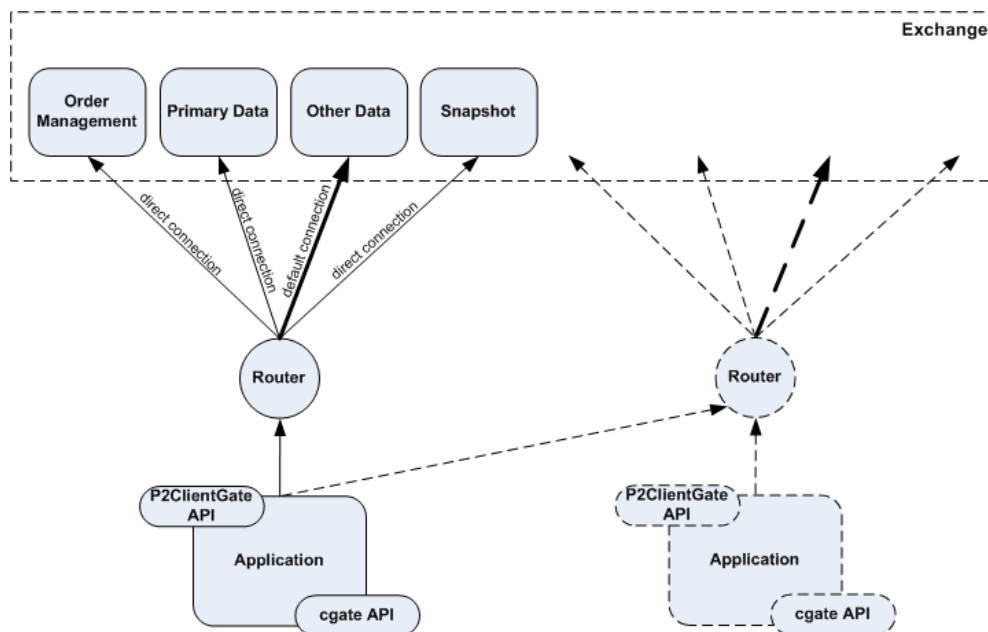 Exchange
Order
Management
Primary Data
Other Data
Snapshot
direct connection
direct connection
default connection
direct connection
Router
Router
P2ClientGate
API
Application
cgate API
P2ClientGate
API
Application
cgate API